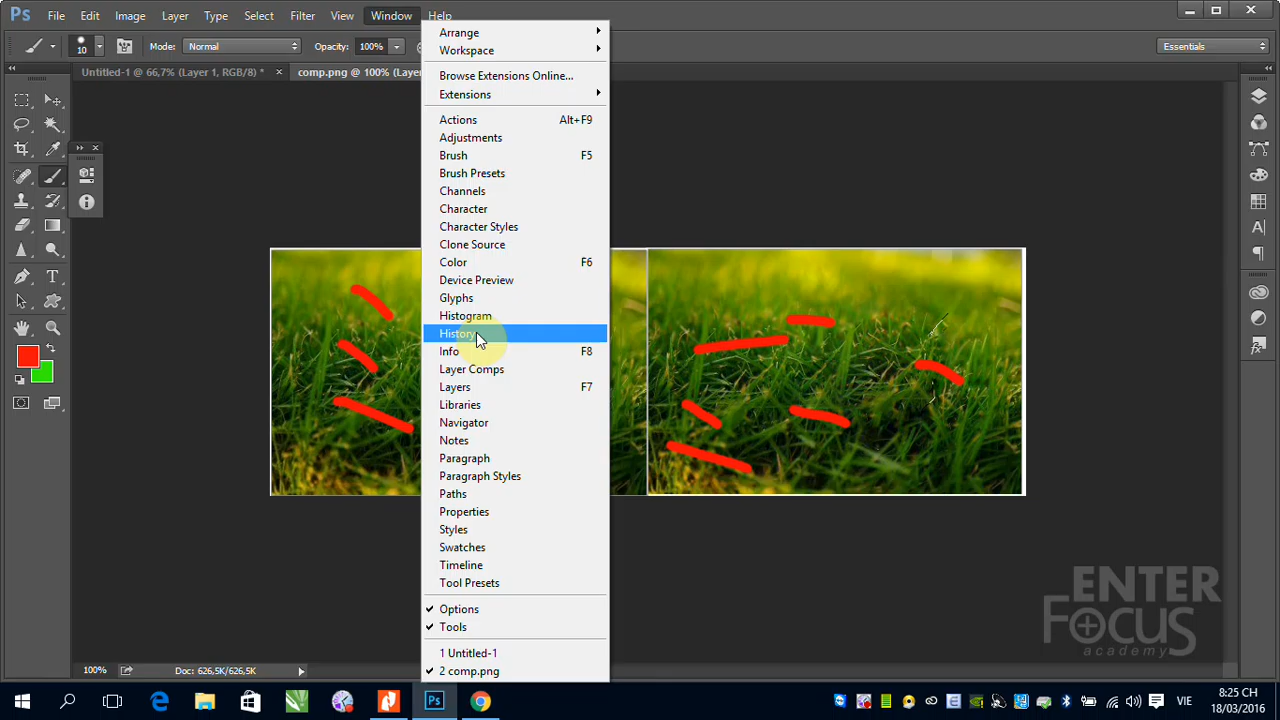 Ps File Edit Image Layer Type Select Filter View Window Help
10 Mode: Normal Opacity: 100% Essentials
Untitled-1 @ 66,7% (Layer 1, RGB/8) * × comp.png @ 100% (Laye
Arrange
Workspace
Browse Extensions Online...
Extensions
Actions Alt+F9
Adjustments
Brush F5
Brush Presets
Channels
Character
Character Styles
Clone Source
Color F6
Device Preview
Glyphs
Histogram
History
Info F8
Layer Comps
Layers F7
Libraries
Navigator
Notes
Paragraph
Paragraph Styles
Paths
Properties
Styles
Swatches
Timeline
Tool Presets
✓ Options
✓ Tools
1 Untitled-1
✓ 2 comp.png
ENTER
FOCUS
academy
100% Doc: 626,5K/626,5K
Ps VIE 8:25 CH
18/03/2016